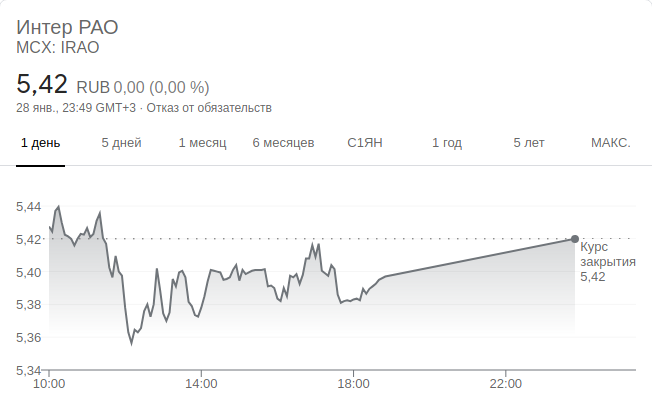 Интер РАО
MCX: IRAO
5,42 RUB 0,00 (0,00 %)
28 янв., 23:49 GMT+3 · Отказ от обязательств
1 день 5 дней 1 месяц 6 месяцев С1ЯН 1 год 5 лет МАКС.
5,44
5,42
Курс
закрытия
5,42
5,40
5,38
5,36
5,34
10:00 14:00 18:00 22:00